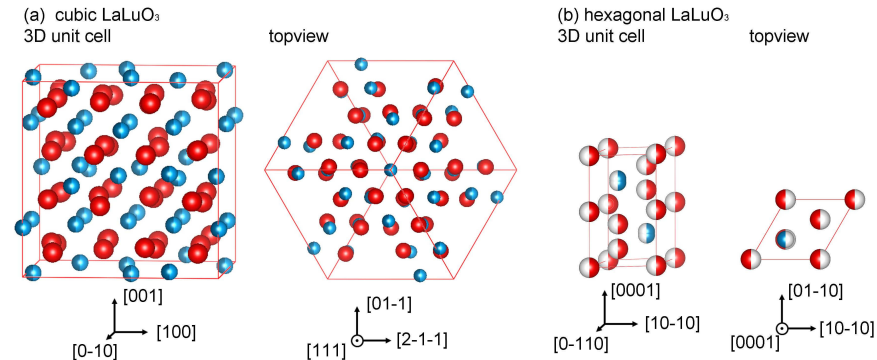 (a) cubic LaLuO₃
3D unit cell
topview
[001]
[100]
[0-10]
[01-1]
[2-1-1]
[111]
(b) hexagonal LaLuO₃
3D unit cell
topview
[0001]
[10-10]
[0-110]
[01-10]
[10-10]
[0001]